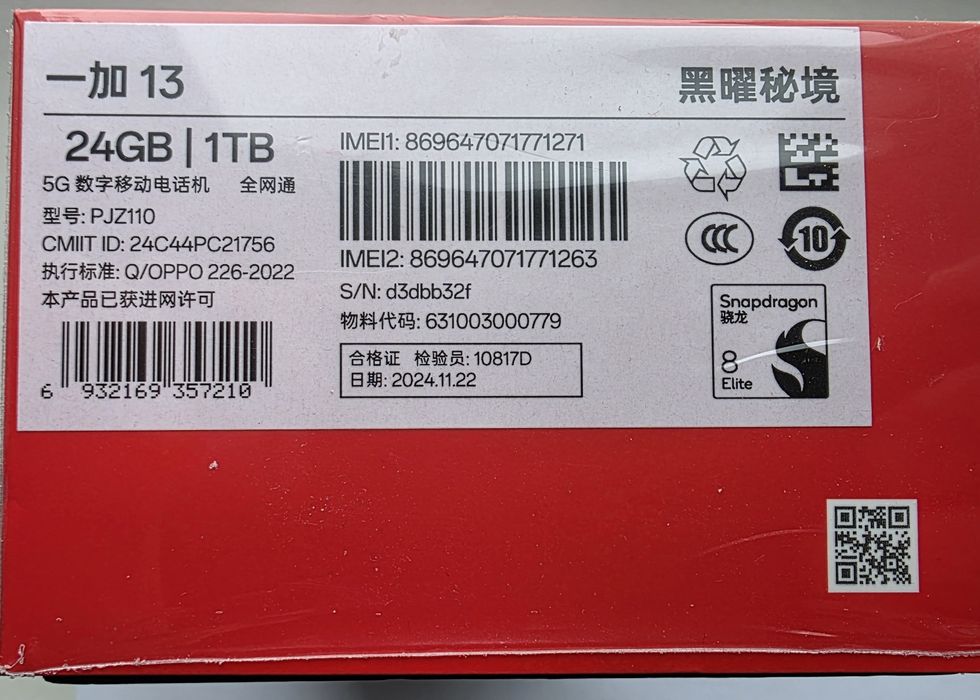 一加 13
黑曜秘境
24GB | 1TB
5G 数字移动电话机 全网通
型号: PJZ110
CMIIT ID: 24C44PC21756
执行标准: Q/OPPO 226-2022
本产品已获进网许可
6 932169 357210
IMEI1: 869647071771271
IMEI2: 869647071771263
S/N: d3dbb32f
物料代码: 631003000779
合格证 检验员: 10817D
日期: 2024.11.22
CCC
10
Snapdragon
骁龙
8
Elite